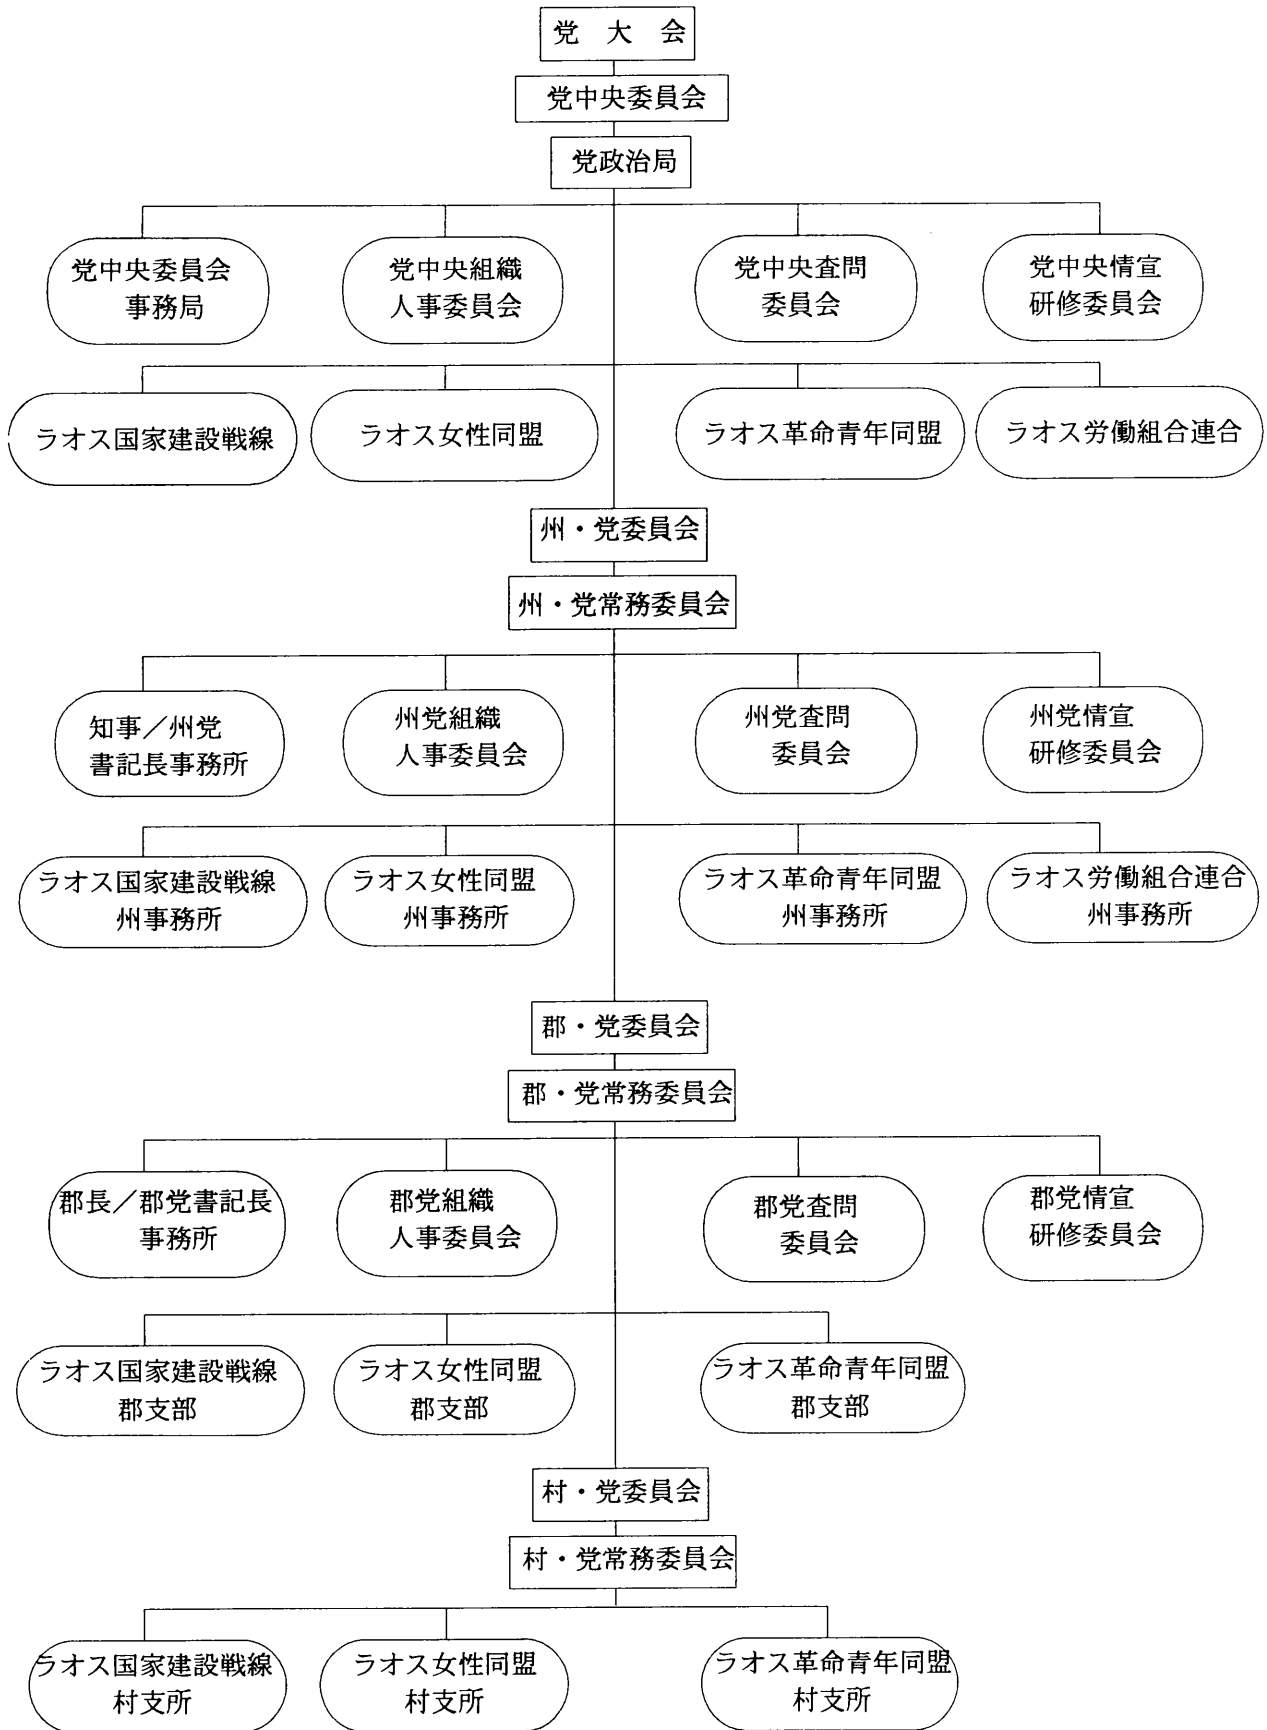 党　大　会
党中央委員会
党政治局
党中央委員会
事務局
党中央組織
人事委員会
党中央査問
委員会
党中央情宣
研修委員会
ラオス国家建設戦線
ラオス女性同盟
ラオス革命青年同盟
ラオス労働組合連合
州・党委員会
州・党常務委員会
知事／州党
書記長事務所
州党組織
人事委員会
州党査問
委員会
州党情宣
研修委員会
ラオス国家建設戦線
州事務所
ラオス女性同盟
州事務所
ラオス革命青年同盟
州事務所
ラオス労働組合連合
州事務所
郡・党委員会
郡・党常務委員会
郡長／郡党書記長
事務所
郡党組織
人事委員会
郡党査問
委員会
郡党情宣
研修委員会
ラオス国家建設戦線
郡支部
ラオス女性同盟
郡支部
ラオス革命青年同盟
郡支部
村・党委員会
村・党常務委員会
ラオス国家建設戦線
村支所
ラオス女性同盟
村支所
ラオス革命青年同盟
村支所